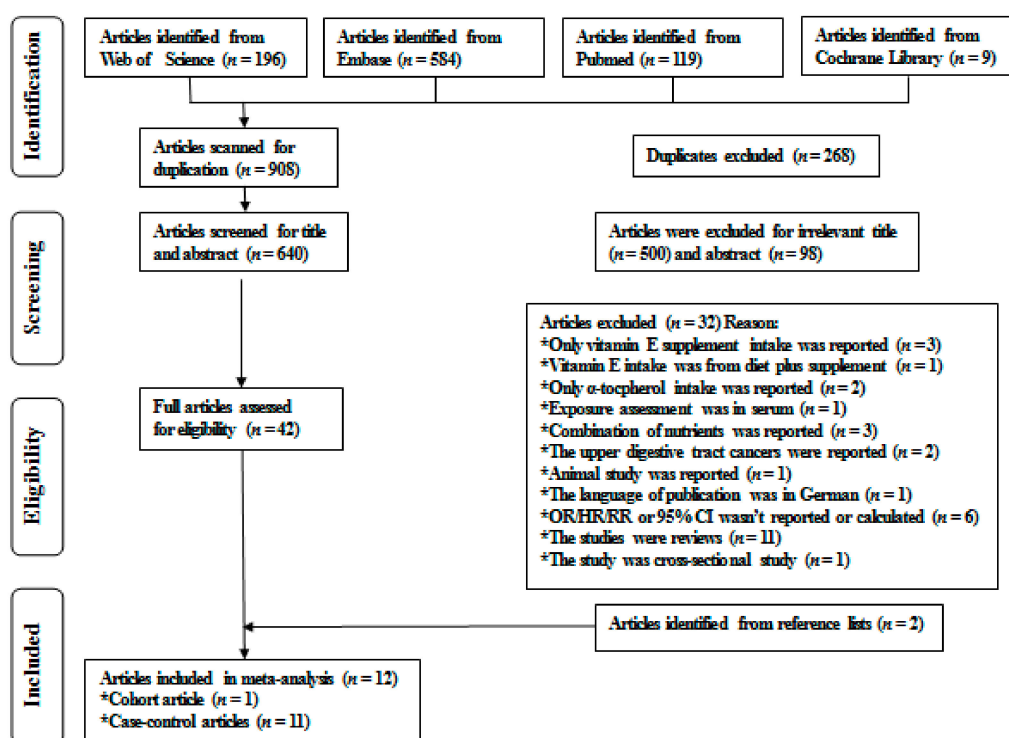 Identification
Articles identified from
Web of Science (n = 196)
Articles identified from
Embase (n = 584)
Articles identified from
Pubmed (n = 119)
Articles identified from
Cochrane Library (n = 9)
Articles scanned for
duplication (n = 908)
Duplicates excluded (n = 268)
Screening
Articles screened for title
and abstract (n = 640)
Articles were excluded for irrelevant title
(n = 500) and abstract (n = 98)
Eligibility
Full articles assessed
for eligibility (n = 42)
Articles excluded (n = 32) Reason:
*Only vitamin E supplement intake was reported (n = 3)
*Vitamin E intake was from diet plus supplement (n = 1)
*Only α-tocpherol intake was reported (n = 2)
*Exposure assessment was in serum (n = 1)
*Combination of nutrients was reported (n = 3)
*The upper digestive tract cancers were reported (n = 2)
*Animal study was reported (n = 1)
*The language of publication was in German (n = 1)
*OR/HR/RR or 95% CI wasn't reported or calculated (n = 6)
*The studies were reviews (n = 11)
*The study was cross-sectional study (n = 1)
Included
Articles identified from reference lists (n = 2)
Articles included in meta-analysis (n = 12)
*Cohort article (n = 1)
*Case-control articles (n = 11)